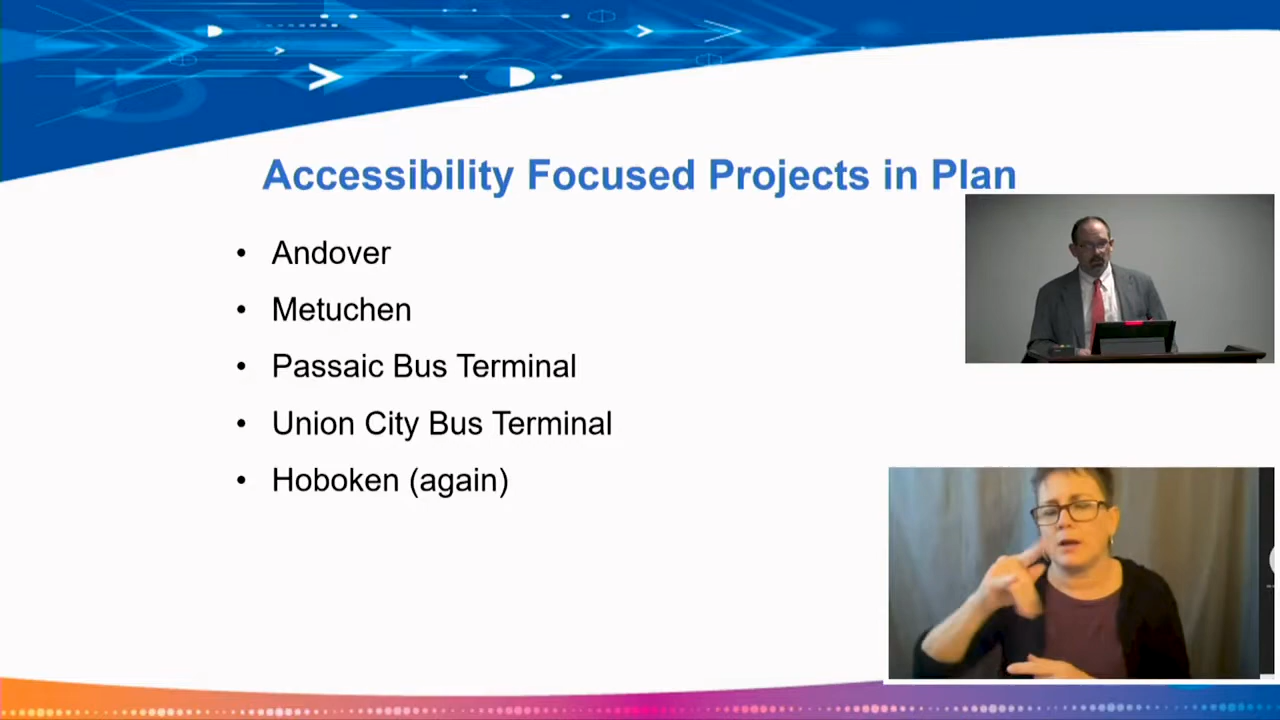 Accessibility Focused Projects in Plan
• Andover
• Metuchen
• Passaic Bus Terminal
• Union City Bus Terminal
• Hoboken (again)